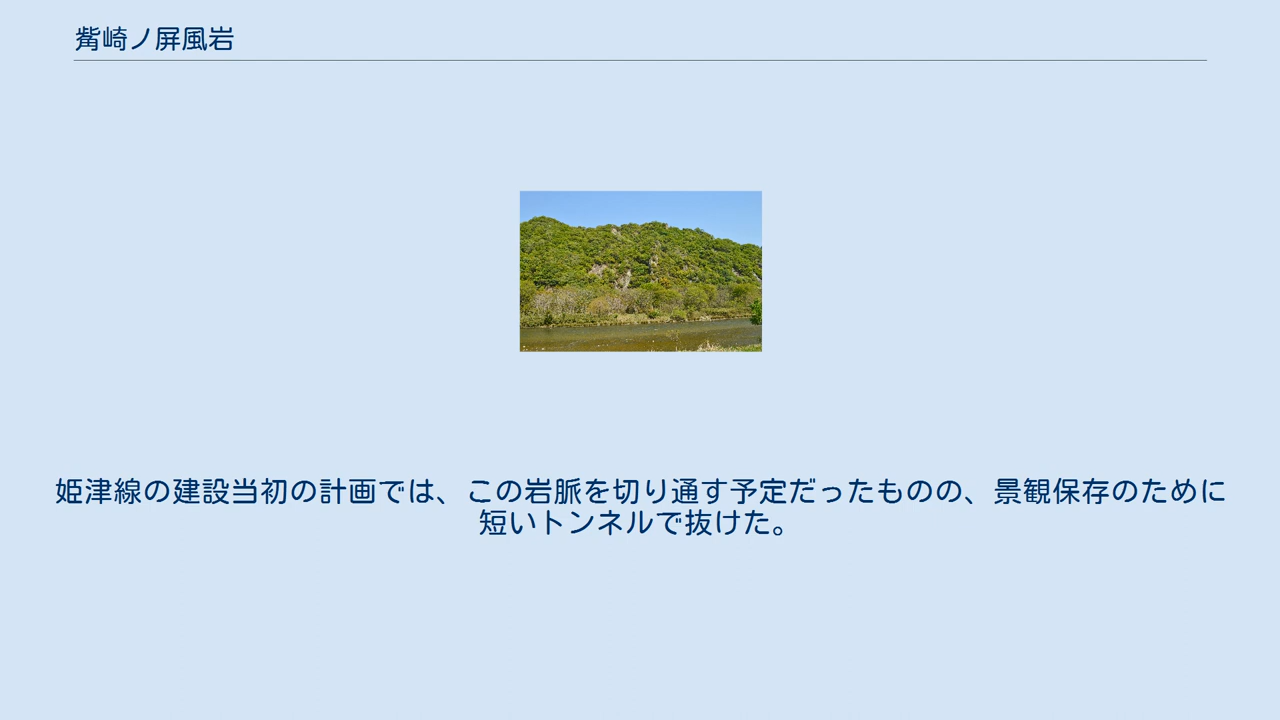 觜崎ノ屏風岩
姫津線の建設当初の計画では、この岩脈を切り通す予定だったものの、景観保存のために
短いトンネルで抜けた。